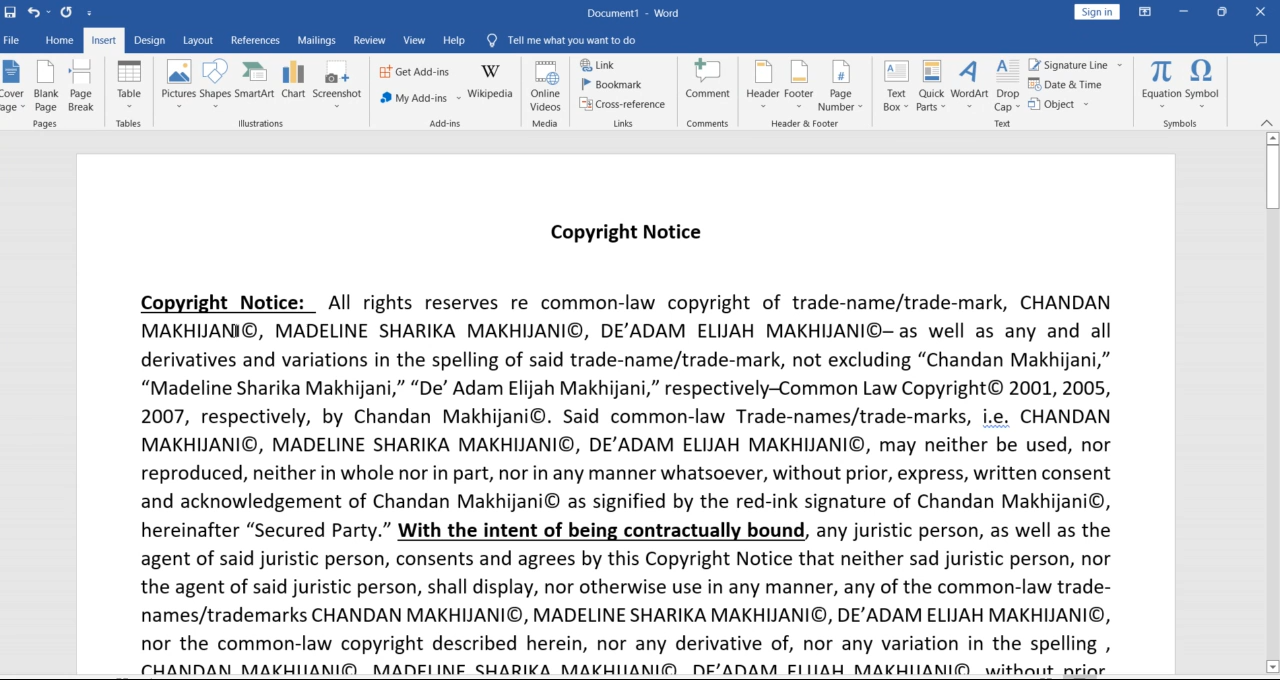 Document1 - Word
Sign in
File Home Insert Design Layout References Mailings Review View Help Tell me what you want to do
Cover Page Blank Page Page Break Table Pictures Shapes SmartArt Chart Screenshot Get Add-ins My Add-ins Wikipedia Online Videos Link Bookmark Cross-reference Comment Header Footer Page Number Text Box Quick Parts WordArt Drop Cap Signature Line Date & Time Object Equation Symbol
Pages Tables Illustrations Add-ins Media Links Comments Header & Footer Text Symbols
Copyright Notice
Copyright Notice: All rights reserves re common-law copyright of trade-name/trade-mark, CHANDAN
MAKHIJANI©, MADELINE SHARIKA MAKHIJANI©, DE’ADAM ELIJAH MAKHIJANI©– as well as any and all
derivatives and variations in the spelling of said trade-name/trade-mark, not excluding “Chandan Makhijani,”
“Madeline Sharika Makhijani,” “De’ Adam Elijah Makhijani,” respectively–Common Law Copyright© 2001, 2005,
2007, respectively, by Chandan Makhijani©. Said common-law Trade-names/trade-marks, i.e. CHANDAN
MAKHIJANI©, MADELINE SHARIKA MAKHIJANI©, DE’ADAM ELIJAH MAKHIJANI©, may neither be used, nor
reproduced, neither in whole nor in part, nor in any manner whatsoever, without prior, express, written consent
and acknowledgement of Chandan Makhijani© as signified by the red-ink signature of Chandan Makhijani©,
hereinafter “Secured Party.” With the intent of being contractually bound, any juristic person, as well as the
agent of said juristic person, consents and agrees by this Copyright Notice that neither sad juristic person, nor
the agent of said juristic person, shall display, nor otherwise use in any manner, any of the common-law trade-
names/trademarks CHANDAN MAKHIJANI©, MADELINE SHARIKA MAKHIJANI©, DE’ADAM ELIJAH MAKHIJANI©,
nor the common-law copyright described herein, nor any derivative of, nor any variation in the spelling ,
CHANDAN MAKHIJANI©, MADELINE SHARIKA MAKHIJANI©, DE’ADAM ELIJAH MAKHIJANI©, without prior,